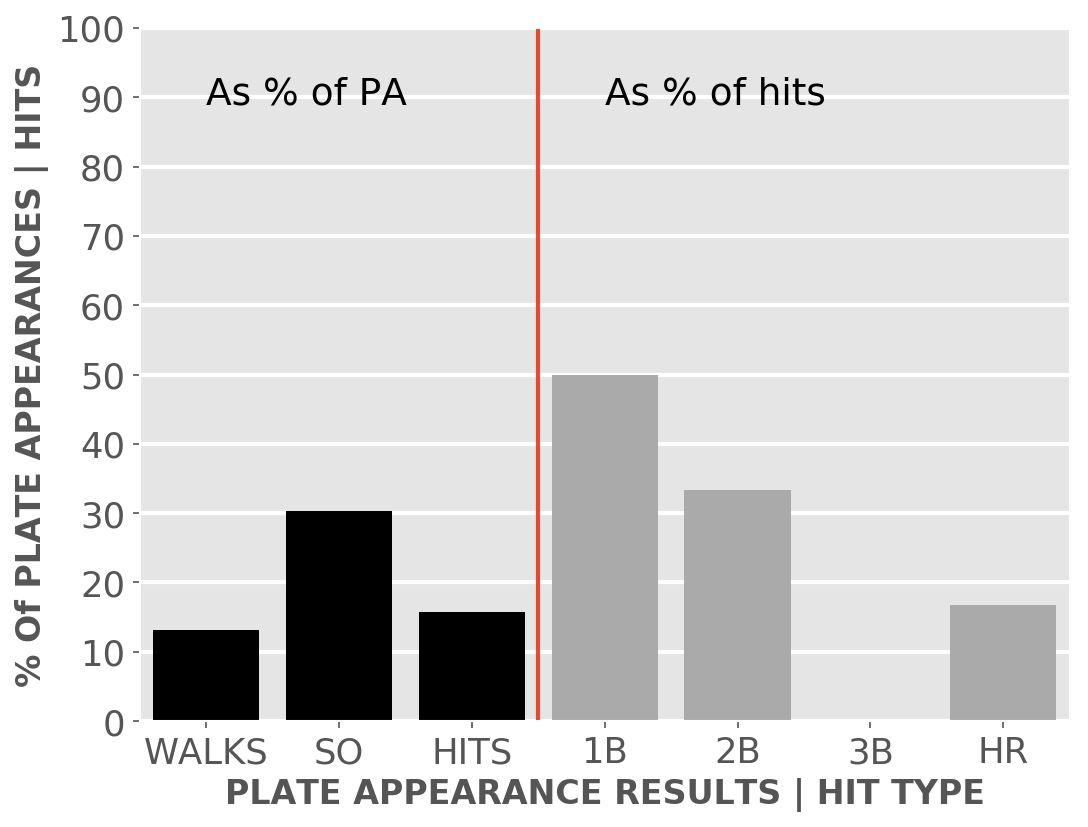 % Of PLATE APPEARANCES | HITS
100
90
80
70
60
50
40
30
20
10
0
As % of PA
As % of hits
WALKS SO HITS 1B 2B 3B HR
PLATE APPEARANCE RESULTS | HIT TYPE